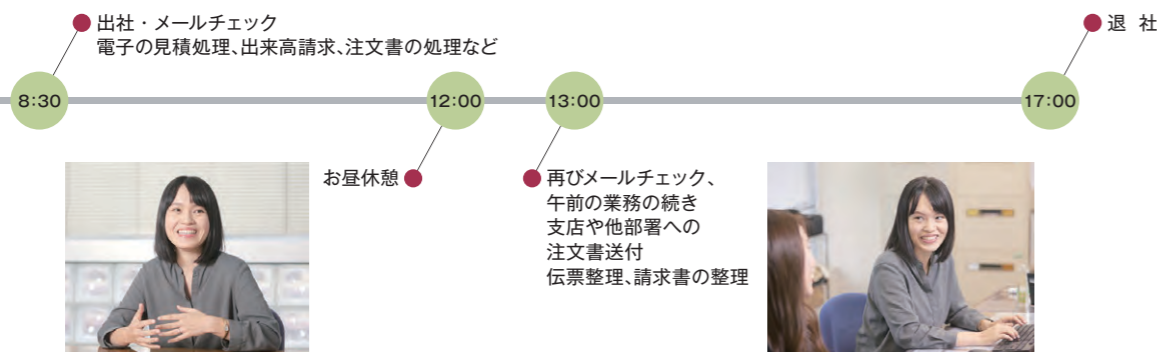 出社・メールチェック
電子の見積処理、出来高請求、注文書の処理など
退 社
8:30
12:00
13:00
17:00
お昼休憩
再びメールチェック、
午前の業務の続き
支店や他部署への
注文書送付
伝票整理、請求書の整理